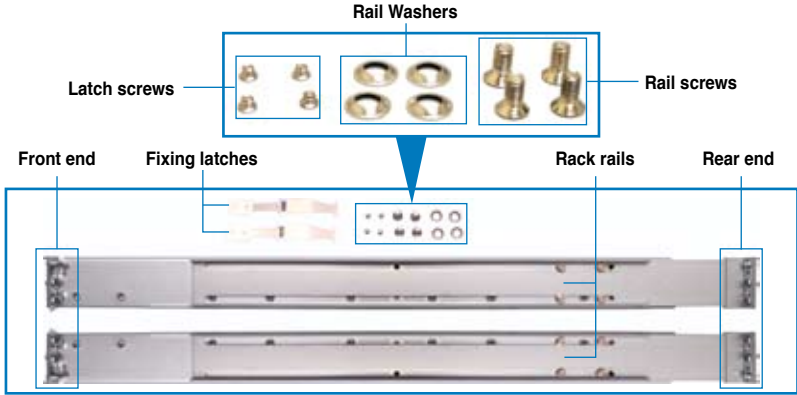 Rail Washers
Latch screws
Rail screws
Front end
Fixing latches
Rack rails
Rear end